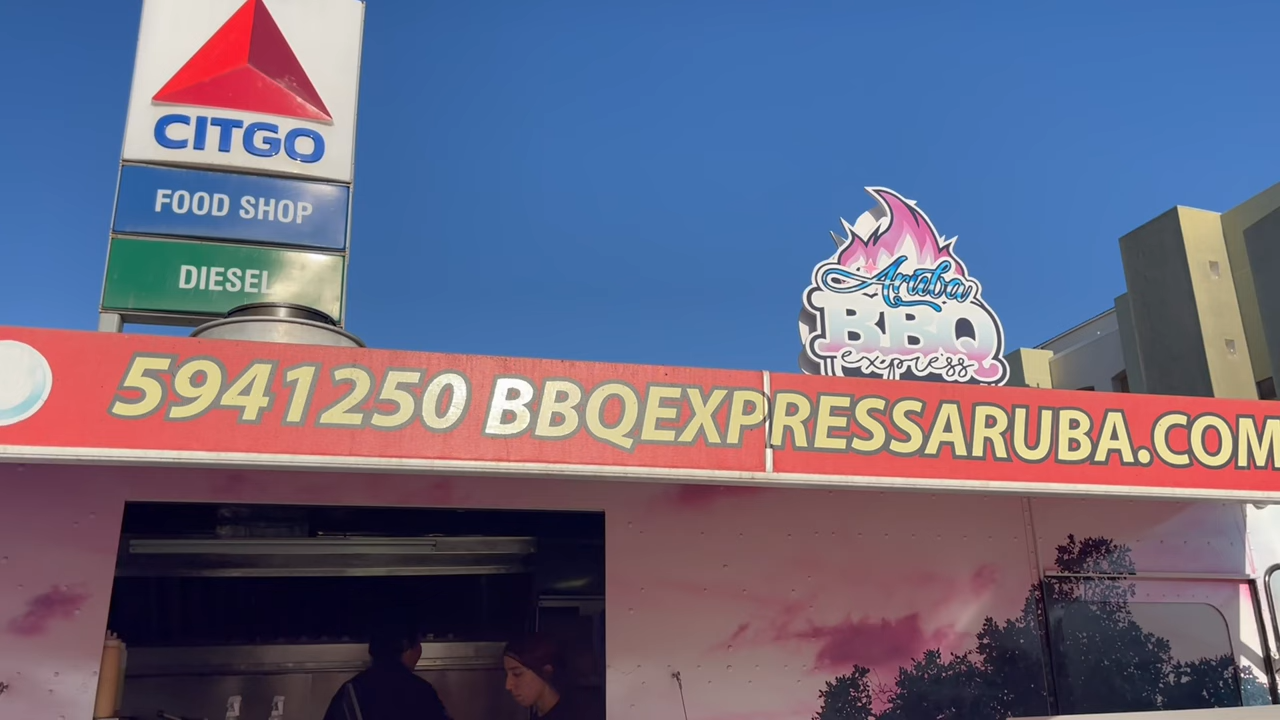 CITGO
FOOD SHOP
DIESEL
Aruba
BBQ
express
5941250 BBQEXPRESSARUBA.COM